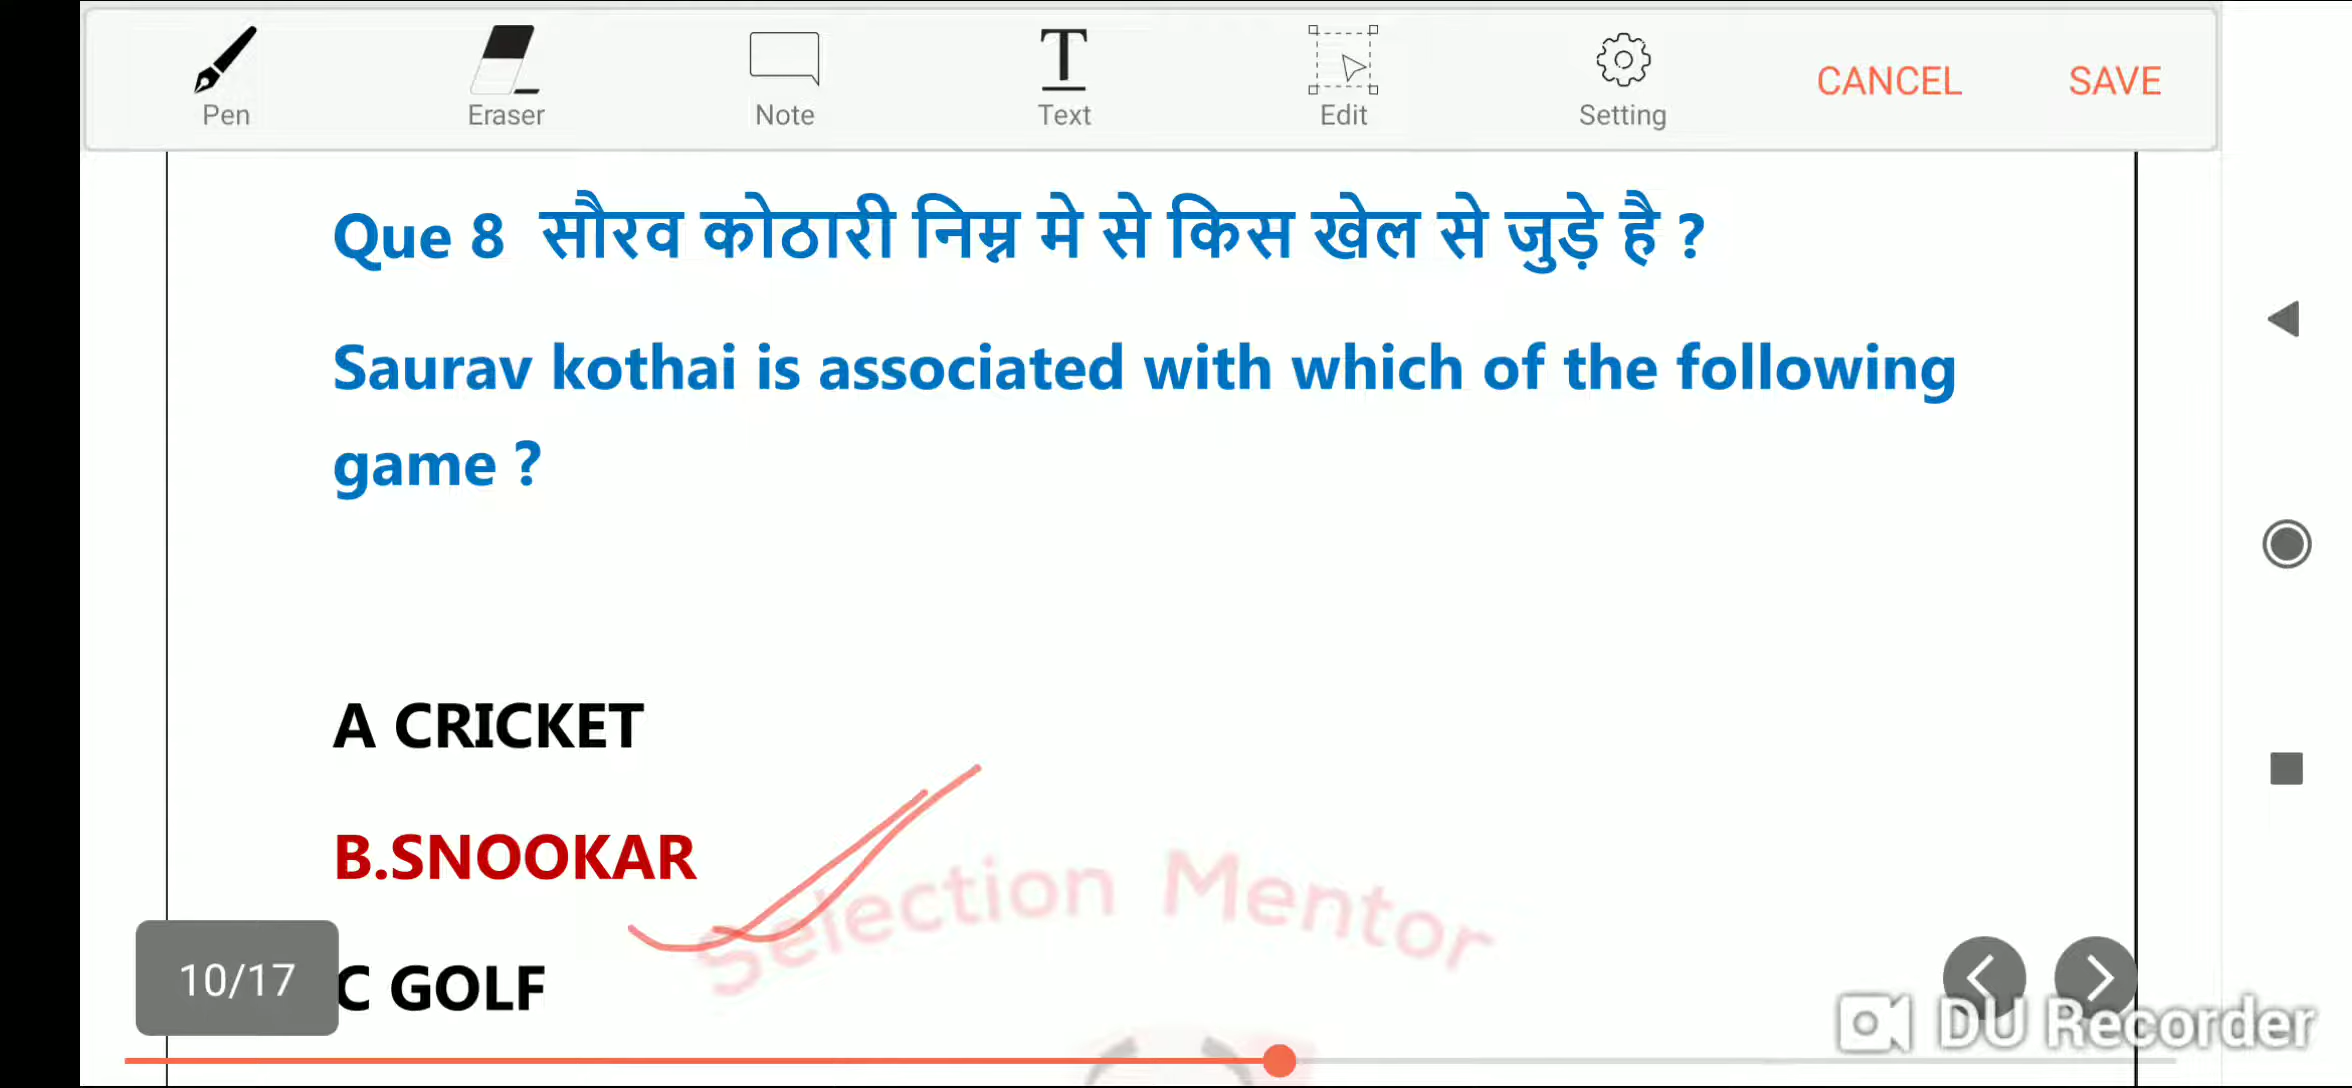 Pen Eraser Note Text Edit Setting CANCEL SAVE
Que 8 सौरव कोठारी निम्न मे से किस खेल से जुड़े है ?
Saurav kothai is associated with which of the following
game ?
A CRICKET
B.SNOOKAR
Selection Mentor
10/17
C GOLF
DU Recorder